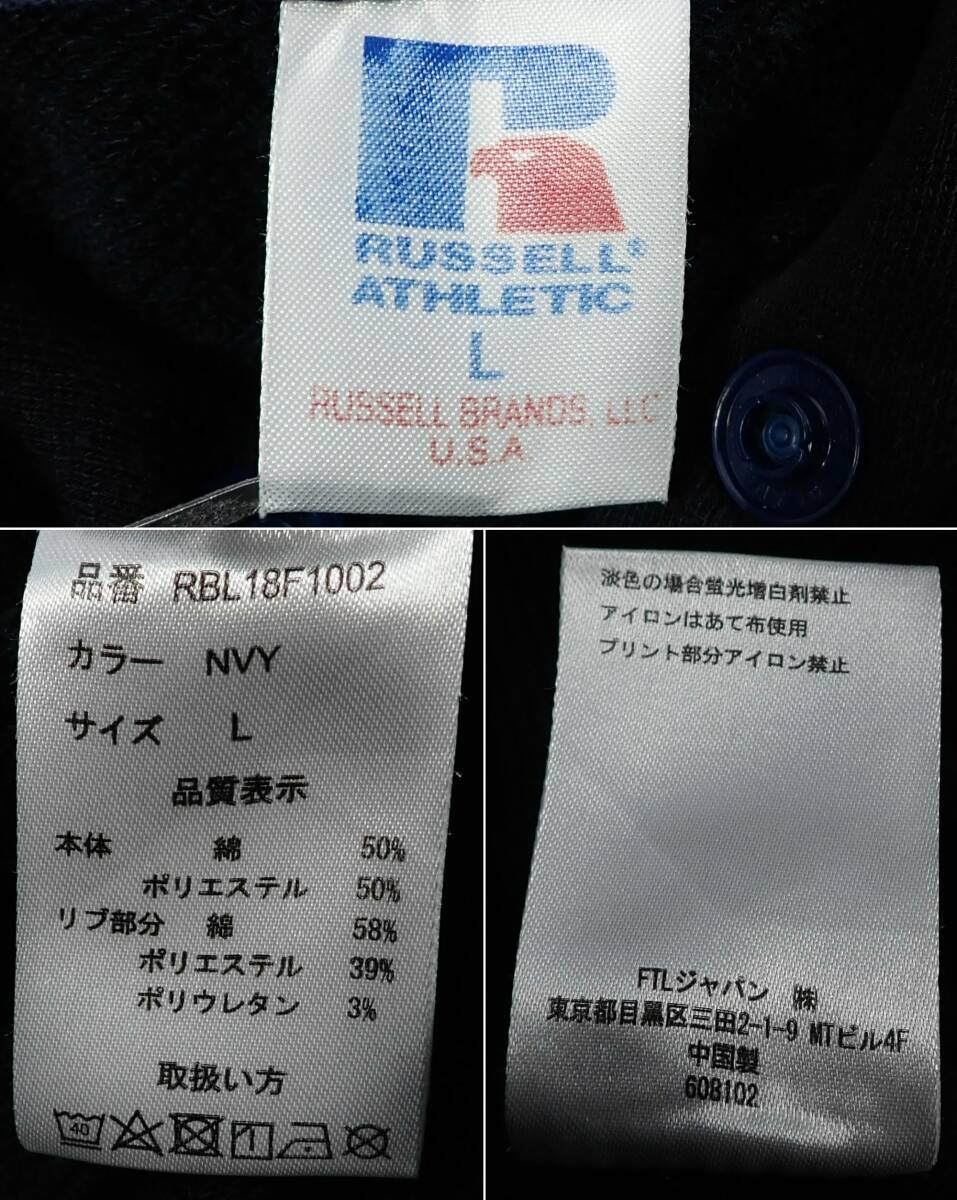 RUSSELL®
ATHLETIC
L
RUSSELL BRANDS, LLC
U.S.A
品番 RBL18F1002
カラー NVY
サイズ L
品質表示
本体 綿 50%
ポリエステル 50%
リブ部分 綿 58%
ポリエステル 39%
ポリウレタン 3%
取扱い方
40
淡色の場合蛍光増白剤禁止
アイロンはあて布使用
プリント部分アイロン禁止
FTLジャパン ㈱
東京都目黒区三田2-1-9 MTビル4F
中国製
608102